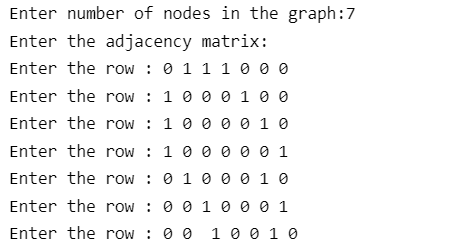 Enter number of nodes in the graph:7
Enter the adjacency matrix:
Enter the row : 0 1 1 1 0 0 0
Enter the row : 1 0 0 0 1 0 0
Enter the row : 1 0 0 0 0 1 0
Enter the row : 1 0 0 0 0 0 1
Enter the row : 0 1 0 0 0 1 0
Enter the row : 0 0 1 0 0 0 1
Enter the row : 0 0  1 0 0 1 0